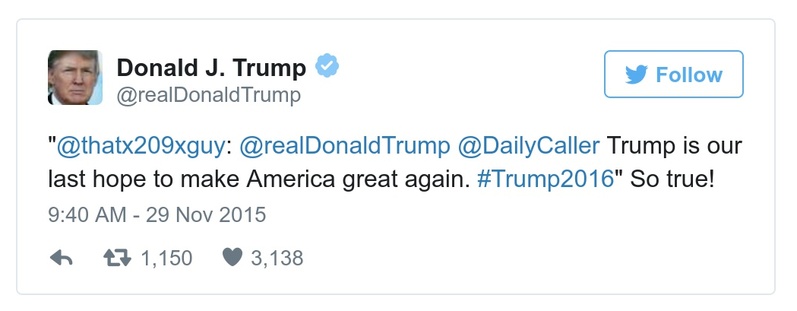 Donald J. Trump
@realDonaldTrump
Follow
"@thatx209xguy: @realDonaldTrump @DailyCaller Trump is our
last hope to make America great again. #Trump2016" So true!
9:40 AM - 29 Nov 2015
1,150 3,138